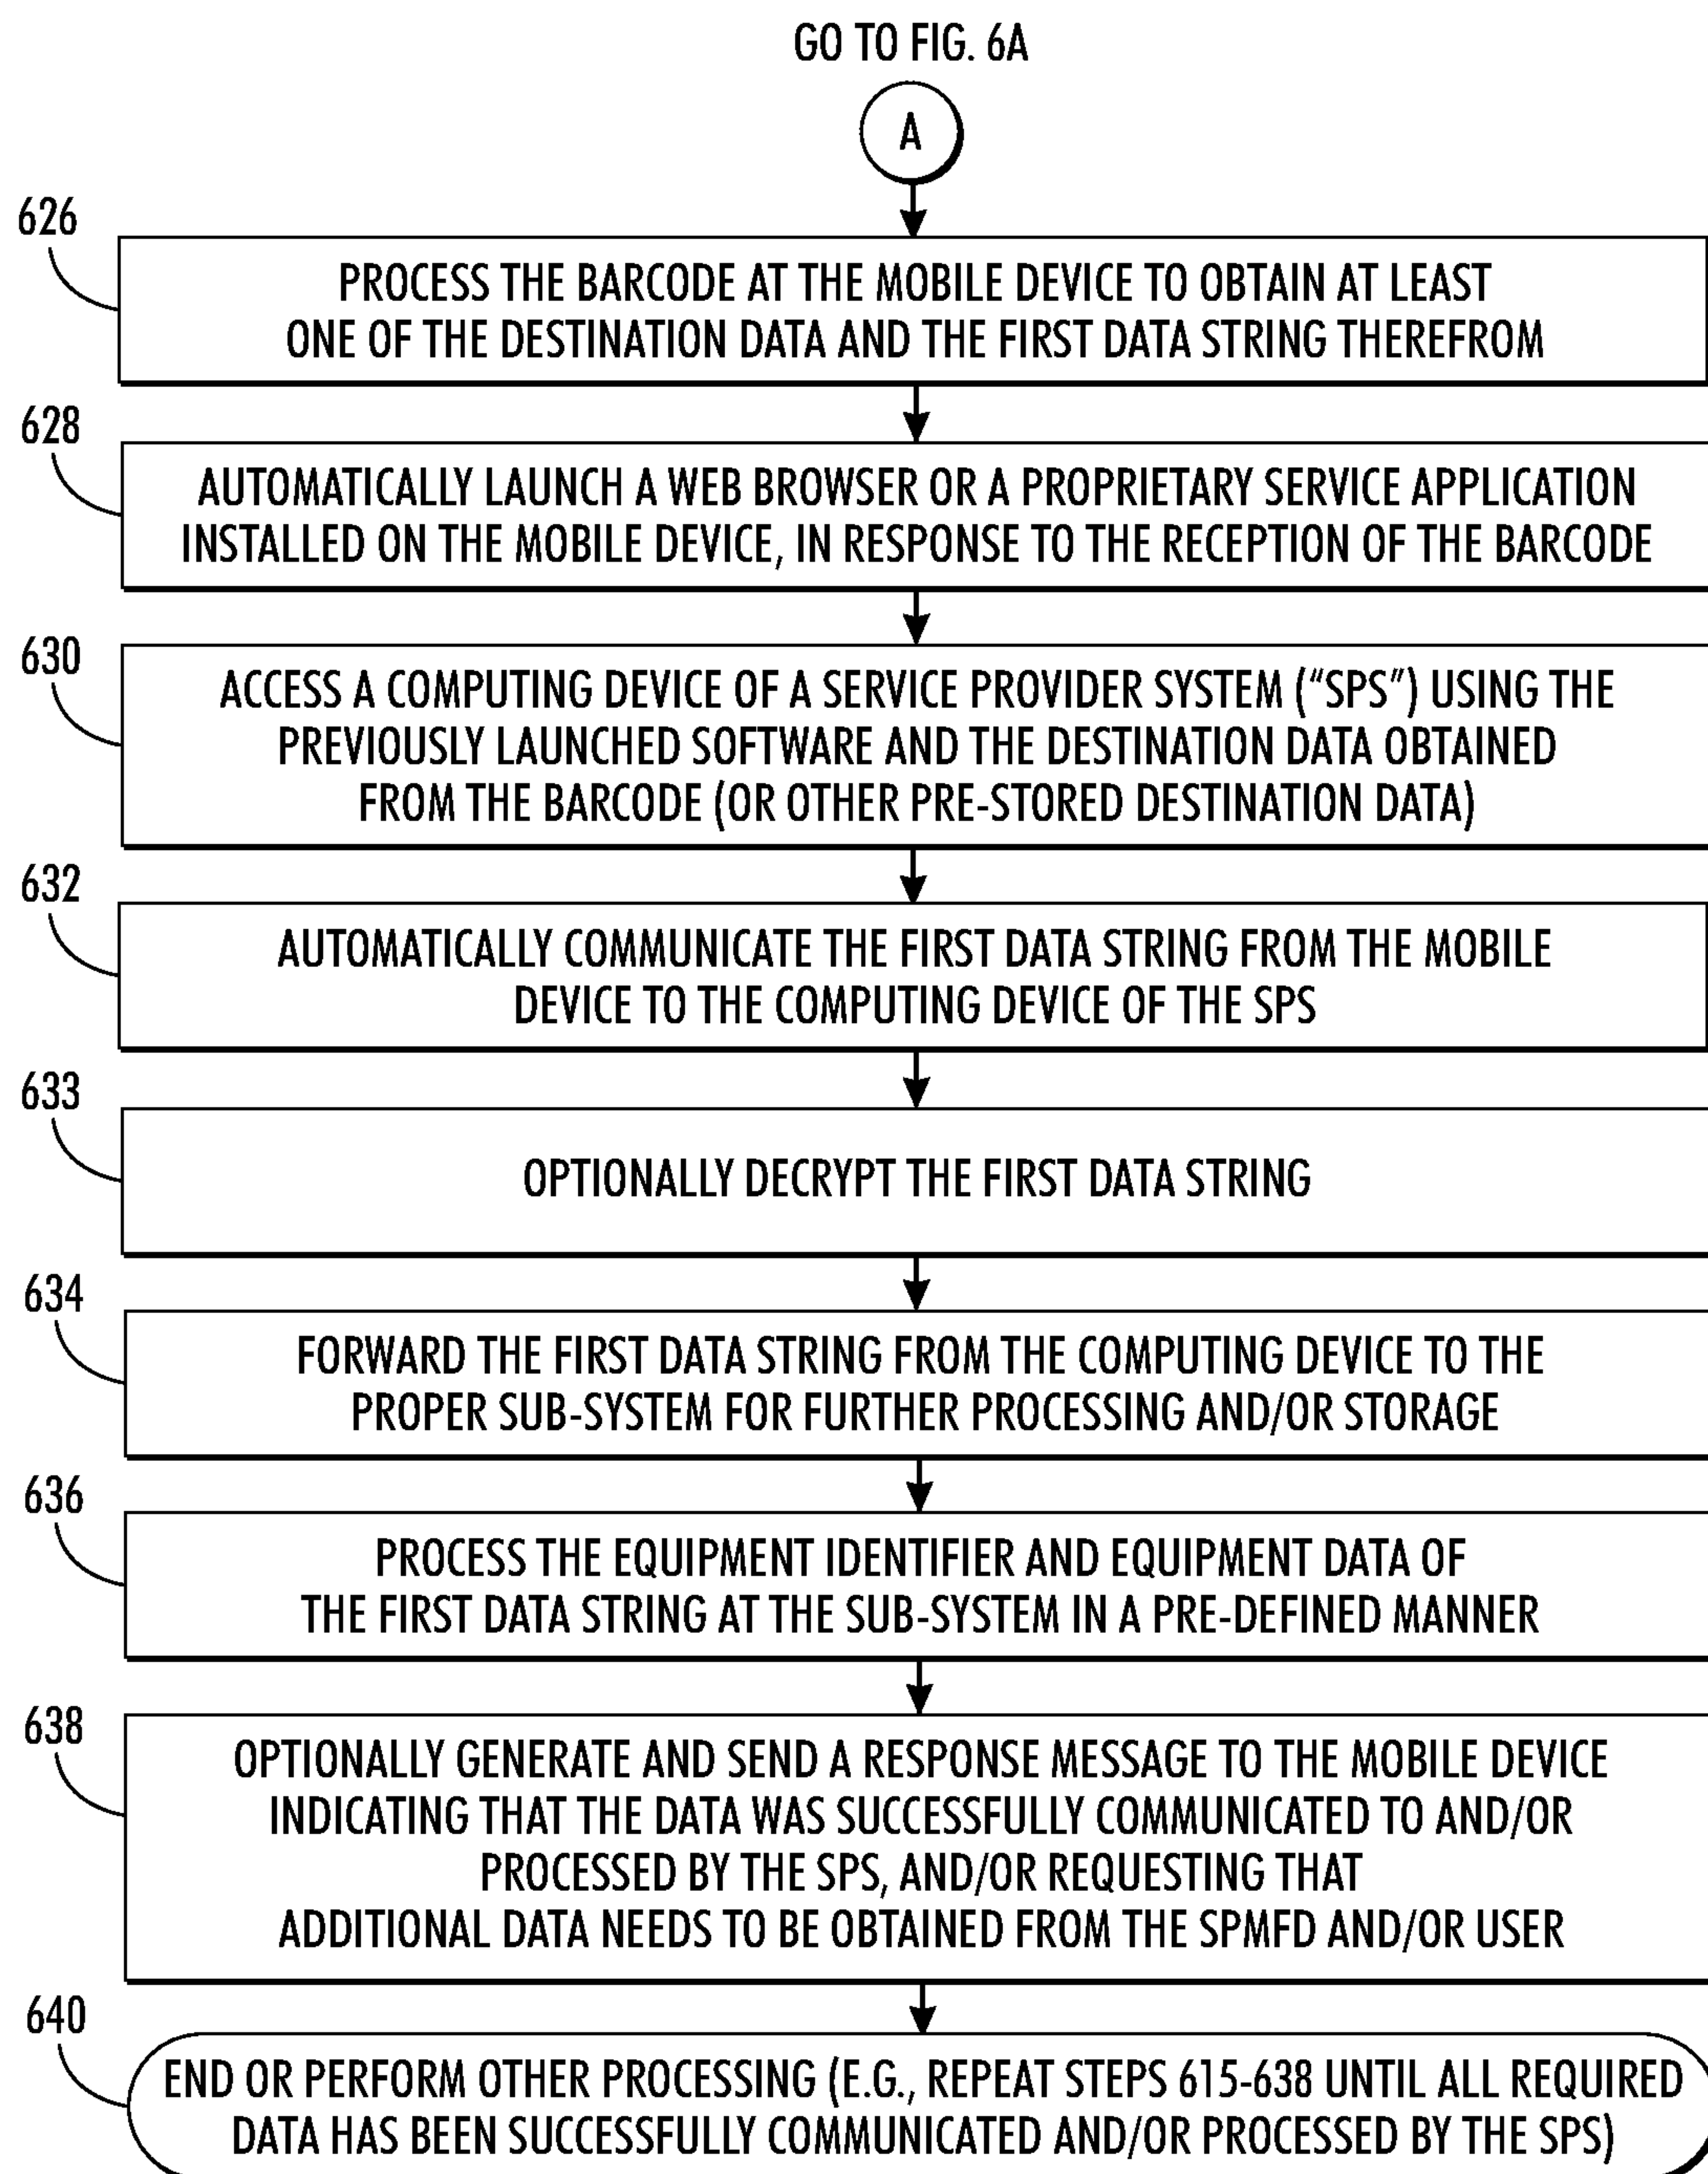 GO TO FIG. 6A
A
626
PROCESS THE BARCODE AT THE MOBILE DEVICE TO OBTAIN AT LEAST
ONE OF THE DESTINATION DATA AND THE FIRST DATA STRING THEREFROM
628
AUTOMATICALLY LAUNCH A WEB BROWSER OR A PROPRIETARY SERVICE APPLICATION
INSTALLED ON THE MOBILE DEVICE, IN RESPONSE TO THE RECEPTION OF THE BARCODE
630
ACCESS A COMPUTING DEVICE OF A SERVICE PROVIDER SYSTEM ("SPS") USING THE
PREVIOUSLY LAUNCHED SOFTWARE AND THE DESTINATION DATA OBTAINED
FROM THE BARCODE (OR OTHER PRE-STORED DESTINATION DATA)
632
AUTOMATICALLY COMMUNICATE THE FIRST DATA STRING FROM THE MOBILE
DEVICE TO THE COMPUTING DEVICE OF THE SPS
633
OPTIONALLY DECRYPT THE FIRST DATA STRING
634
FORWARD THE FIRST DATA STRING FROM THE COMPUTING DEVICE TO THE
PROPER SUB-SYSTEM FOR FURTHER PROCESSING AND/OR STORAGE
636
PROCESS THE EQUIPMENT IDENTIFIER AND EQUIPMENT DATA OF
THE FIRST DATA STRING AT THE SUB-SYSTEM IN A PRE-DEFINED MANNER
638
OPTIONALLY GENERATE AND SEND A RESPONSE MESSAGE TO THE MOBILE DEVICE
INDICATING THAT THE DATA WAS SUCCESSFULLY COMMUNICATED TO AND/OR
PROCESSED BY THE SPS, AND/OR REQUESTING THAT
ADDITIONAL DATA NEEDS TO BE OBTAINED FROM THE SPMFD AND/OR USER
640
END OR PERFORM OTHER PROCESSING (E.G., REPEAT STEPS 615-638 UNTIL ALL REQUIRED
DATA HAS BEEN SUCCESSFULLY COMMUNICATED AND/OR PROCESSED BY THE SPS)